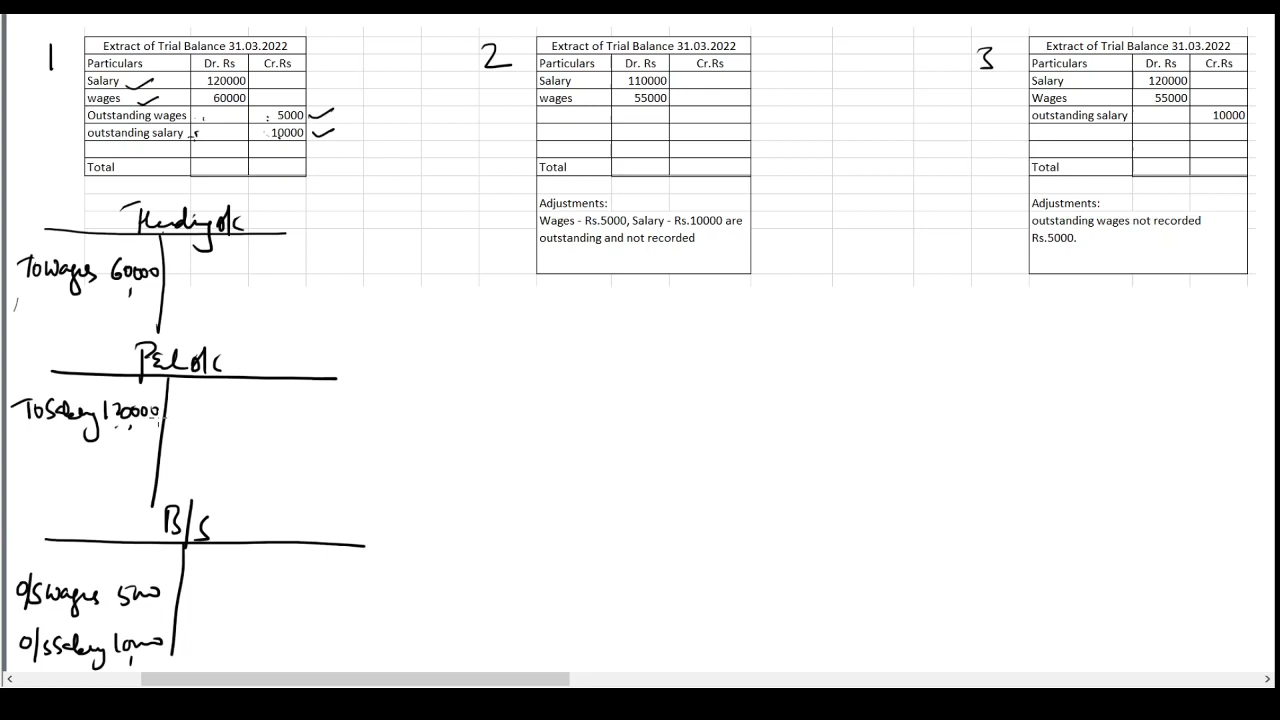 1
Extract of Trial Balance 31.03.2022
Particulars Dr. Rs Cr.Rs
Salary 120000
wages 60000
Outstanding wages 5000
outstanding salary 10000
Total
Trading A/C
To Wages 60000
P&L A/C
To Salary 120000
B/S
O/S Wages 5000
O/S Salary 10000
2
Extract of Trial Balance 31.03.2022
Particulars Dr. Rs Cr.Rs
Salary 110000
wages 55000
Total
Adjustments:
Wages - Rs.5000, Salary - Rs.10000 are
outstanding and not recorded
3
Extract of Trial Balance 31.03.2022
Particulars Dr. Rs Cr.Rs
Salary 120000
Wages 55000
outstanding salary 10000
Total
Adjustments:
outstanding wages not recorded
Rs.5000.